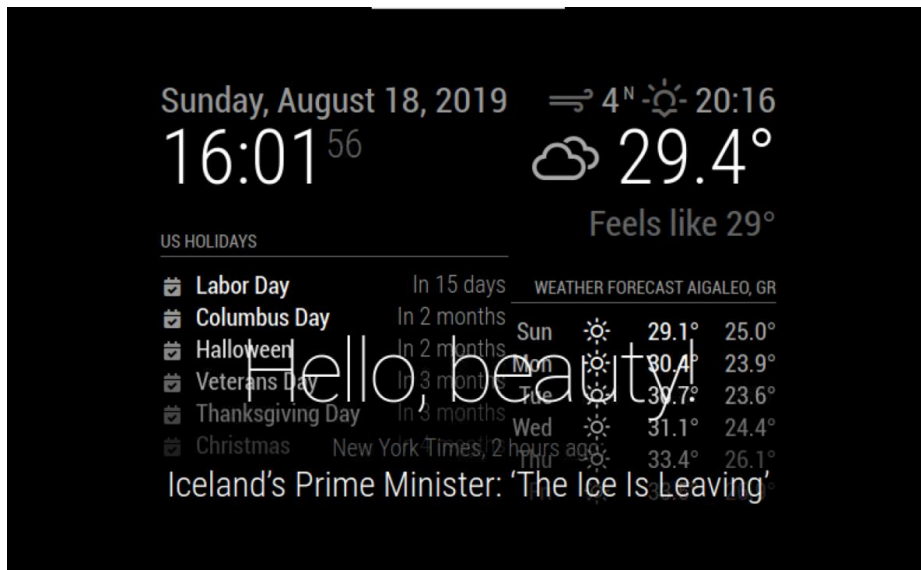 Sunday, August 18, 2019
16:01 56
4 N 20:16
29.4°
Feels like 29°
US HOLIDAYS
Labor Day In 15 days
Columbus Day In 2 months
Halloween In 2 months
Veterans Day In 3 months
Thanksgiving Day In 3 months
Christmas In 4 months
WEATHER FORECAST AIGALEO, GR
Sun 29.1° 25.0°
Mon 30.4° 23.9°
Tue 30.7° 23.6°
Wed 31.1° 24.4°
Thu 33.4° 26.1°
Fri
Hello, beauty!
New York Times, 2 hours ago:
Iceland’s Prime Minister: ‘The Ice Is Leaving’